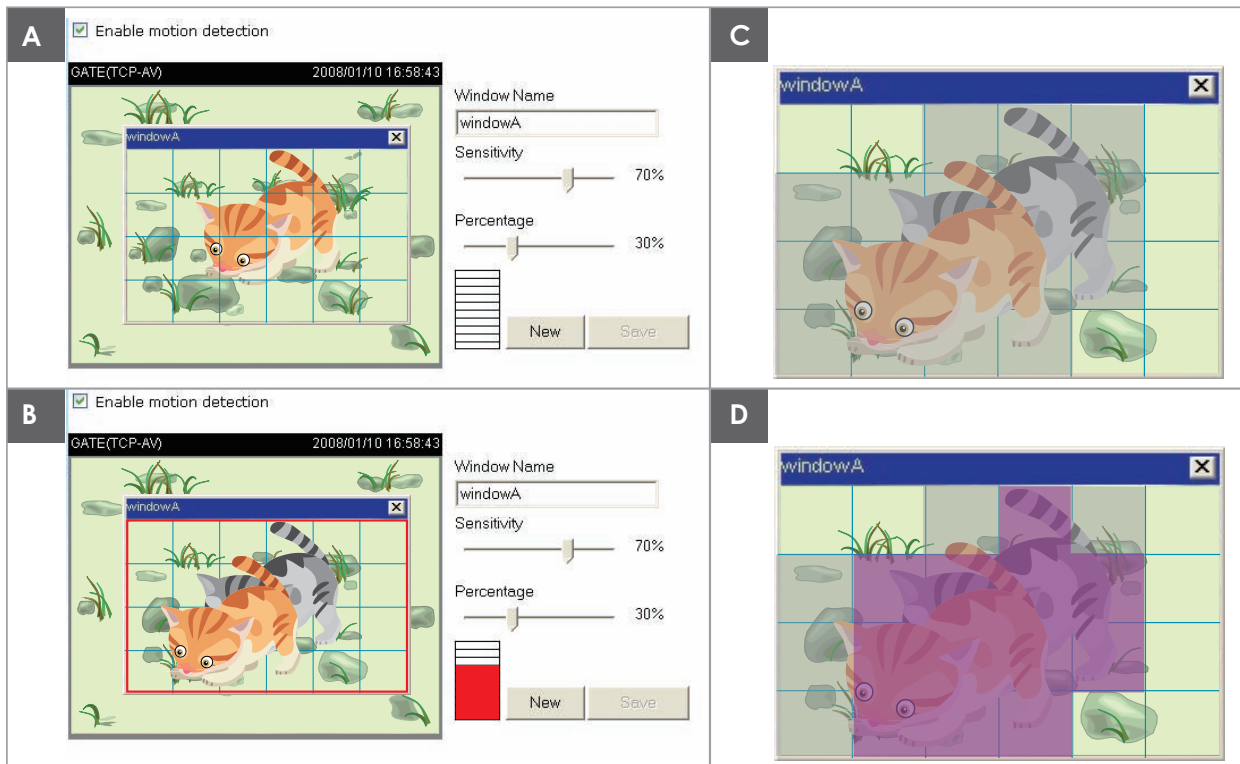 A
Enable motion detection
GATE(TCP-AV) 2008/01/10 16:58:43
windowA
Window Name
windowA
Sensitivity
70%
Percentage
30%
New Save
B
Enable motion detection
GATE(TCP-AV) 2008/01/10 16:58:43
windowA
Window Name
windowA
Sensitivity
70%
Percentage
30%
New Save
C
windowA
D
windowA